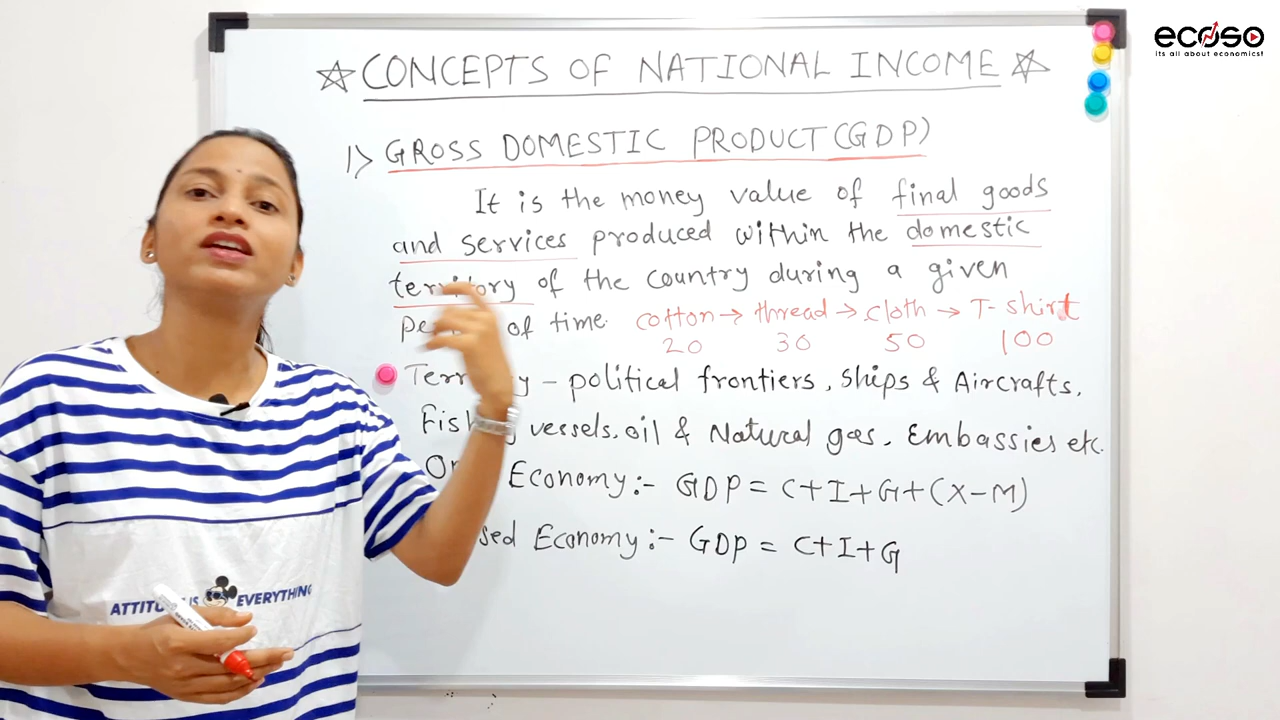 ecoso
its all about economics!
☆ CONCEPTS OF NATIONAL INCOME ☆
1) GROSS DOMESTIC PRODUCT (GDP)
It is the money value of final goods
and services produced within the domestic
territory of the country during a given
of time.
cotton → thread → cloth → T-shirt
20 30 50 100
– political frontiers, Ships & Aircrafts,
vessels, oil & Natural gas, Embassies etc.
Economy:- GDP = C+I+G+(X-M)
Economy:- GDP = C+I+G
ATTITU IS EVERYTHING